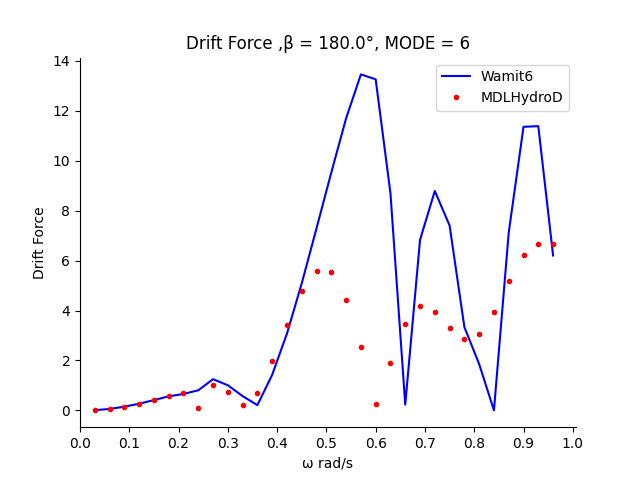 Drift Force ,β = 180.0°, MODE = 6
Wamit6
MDLHydroD
Drift Force
14
12
10
8
6
4
2
0
0.0 0.1 0.2 0.3 0.4 0.5 0.6 0.7 0.8 0.9 1.0
ω rad/s